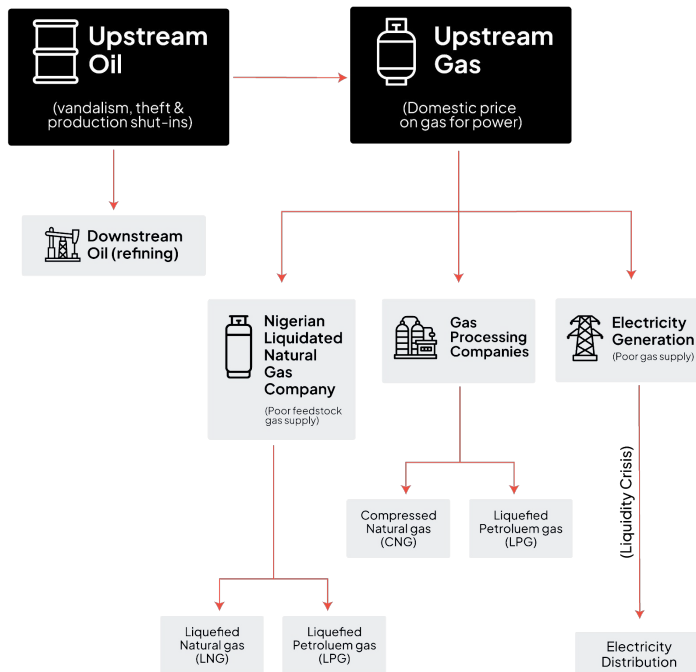 Upstream
Oil
(vandalism, theft &
production shut-ins)
Upstream
Gas
(Domestic price
on gas for power)
Downstream
Oil (refining)
Nigerian
Liquidated
Natural
Gas
Company
(Poor feedstock
gas supply)
Gas
Processing
Companies
Electricity
Generation
(Poor gas supply)
Compressed
Natural gas
(CNG)
Liquefied
Petroluem gas
(LPG)
(Liquidity Crisis)
Liquefied
Natural gas
(LNG)
Liquefied
Petroluem gas
(LPG)
Electricity
Distribution